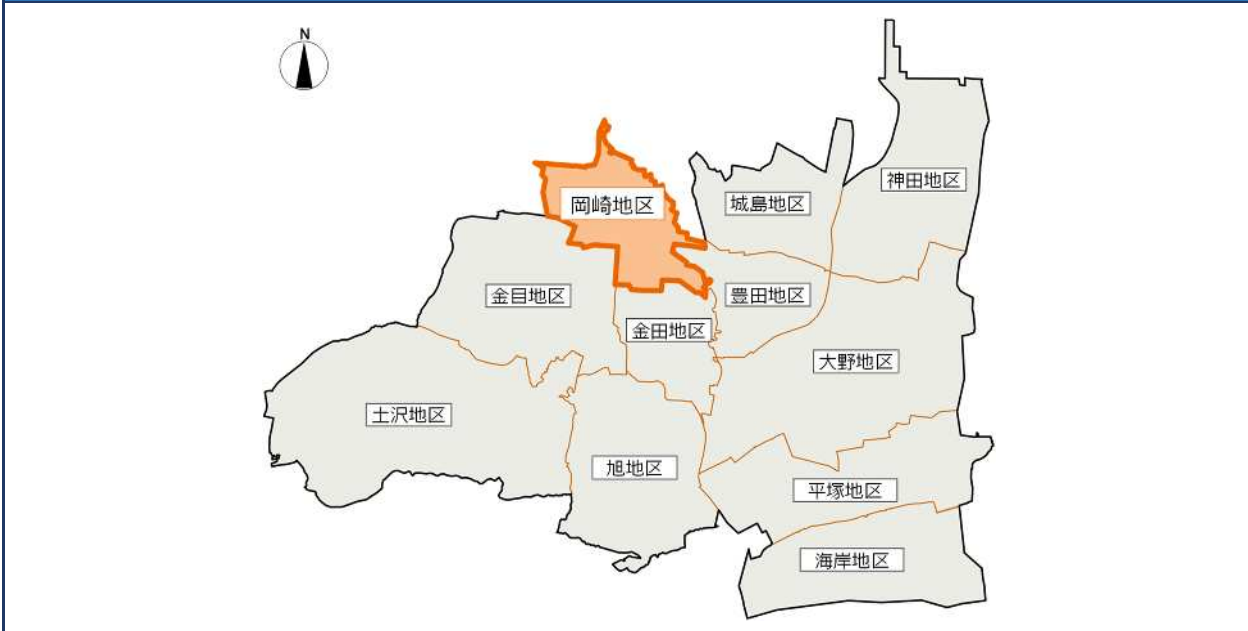 N
神田地区
岡崎地区
城島地区
金目地区
豊田地区
金田地区
大野地区
土沢地区
旭地区
平塚地区
海岸地区